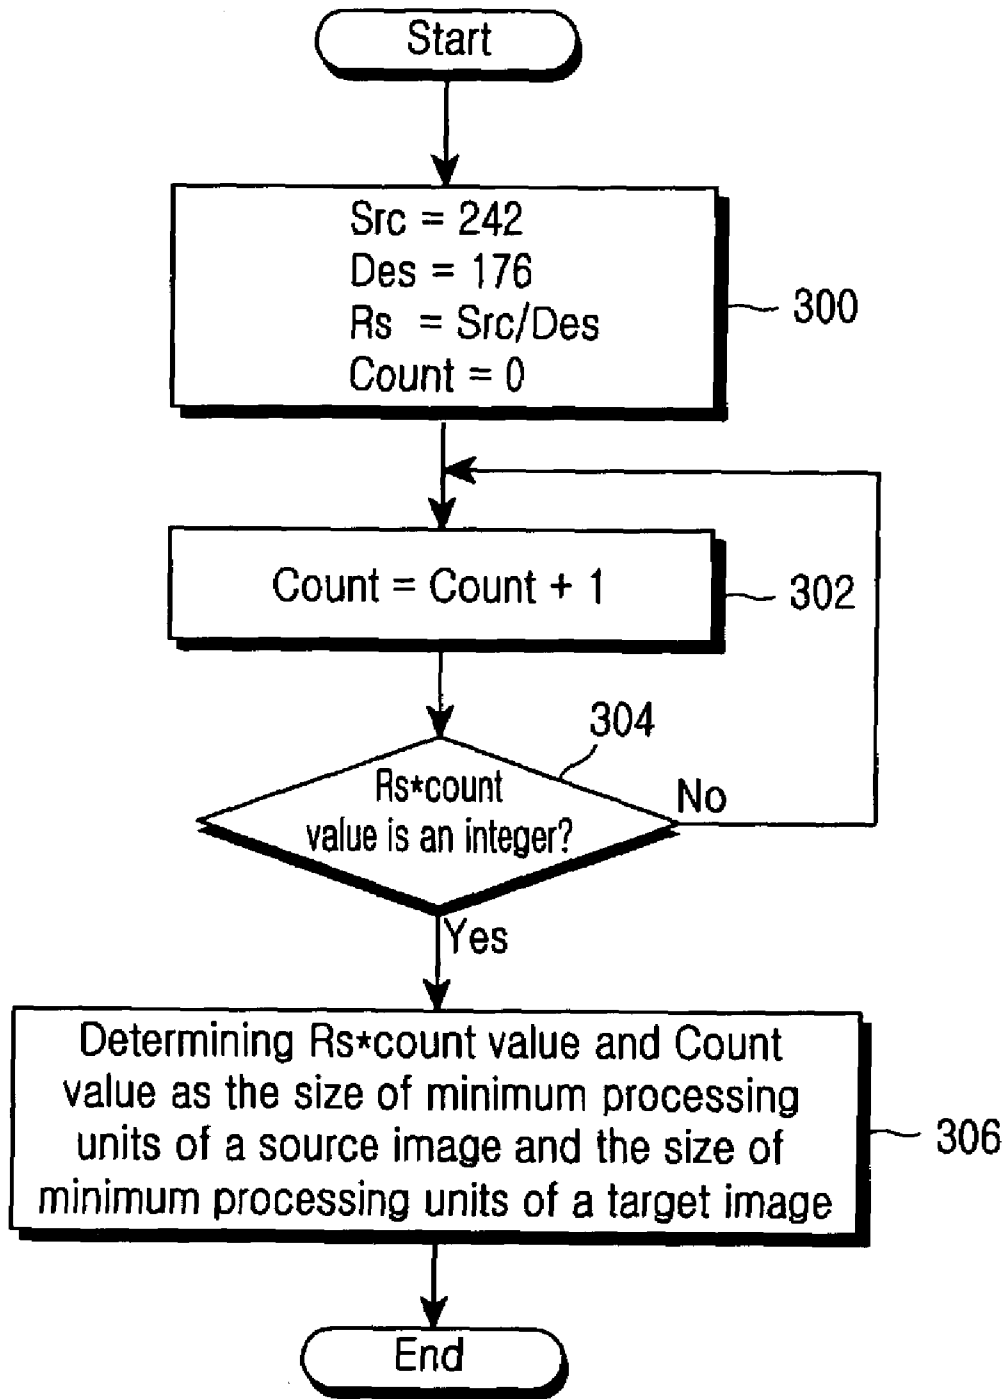 Start
Src = 242
Des = 176
Rs = Src/Des
Count = 0
300
Count = Count + 1
302
304
Rs*count
value is an integer?
No
Yes
Determining Rs*count value and Count
value as the size of minimum processing
units of a source image and the size of
minimum processing units of a target image
306
End